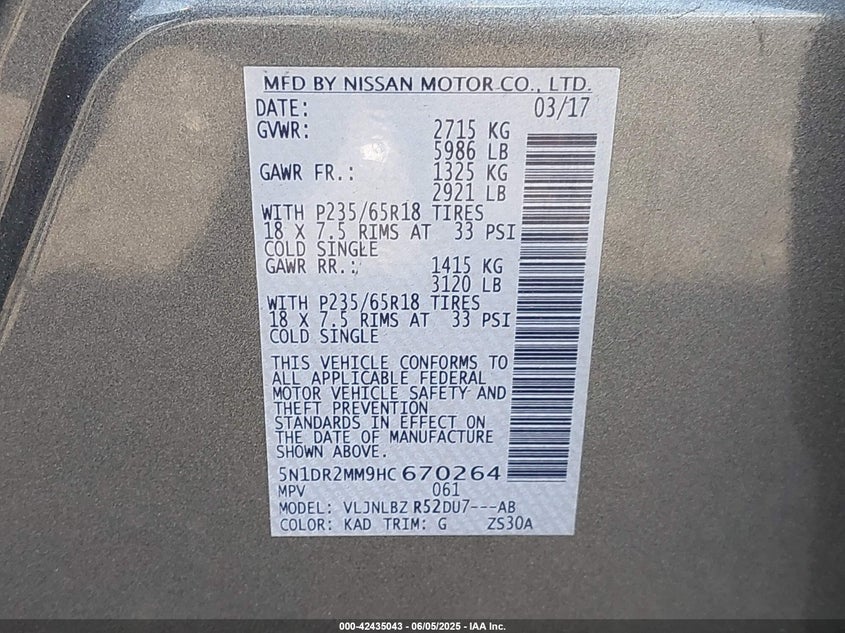 MFD BY NISSAN MOTOR CO., LTD.
DATE: 03/17
GVWR: 2715 KG
5986 LB
GAWR FR.: 1325 KG
2921 LB
WITH P235/65R18 TIRES
18 X 7.5 RIMS AT 33 PSI
COLD SINGLE
GAWR RR.: 1415 KG
3120 LB
WITH P235/65R18 TIRES
18 X 7.5 RIMS AT 33 PSI
COLD SINGLE
THIS VEHICLE CONFORMS TO
ALL APPLICABLE FEDERAL
MOTOR VEHICLE SAFETY AND
THEFT PREVENTION
STANDARDS IN EFFECT ON
THE DATE OF MANUFACTURE
SHOWN ABOVE.
5N1DR2MM9HC670264
MPV 061
MODEL: VLJNLBZ R52DU7---AB
COLOR: KAD TRIM: G ZS30A
000-42435043 - 06/05/2025 - IAA Inc.